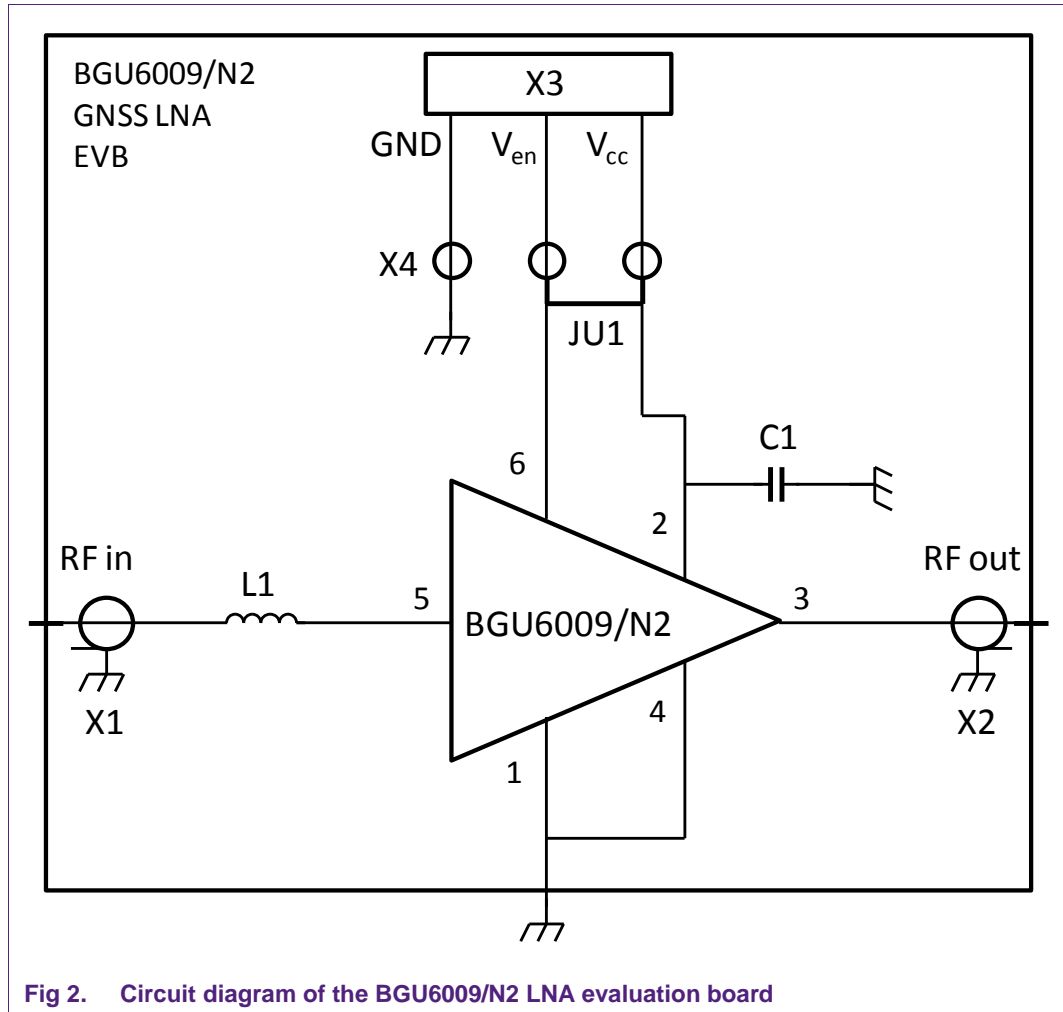 BGU6009/N2
GNSS LNA
EVB
X3
GND Ven Vcc
X4
JU1
C1
6
2
RF in
RF out
L1
5
3
BGU6009/N2
4
X1
X2
1
Fig 2. Circuit diagram of the BGU6009/N2 LNA evaluation board